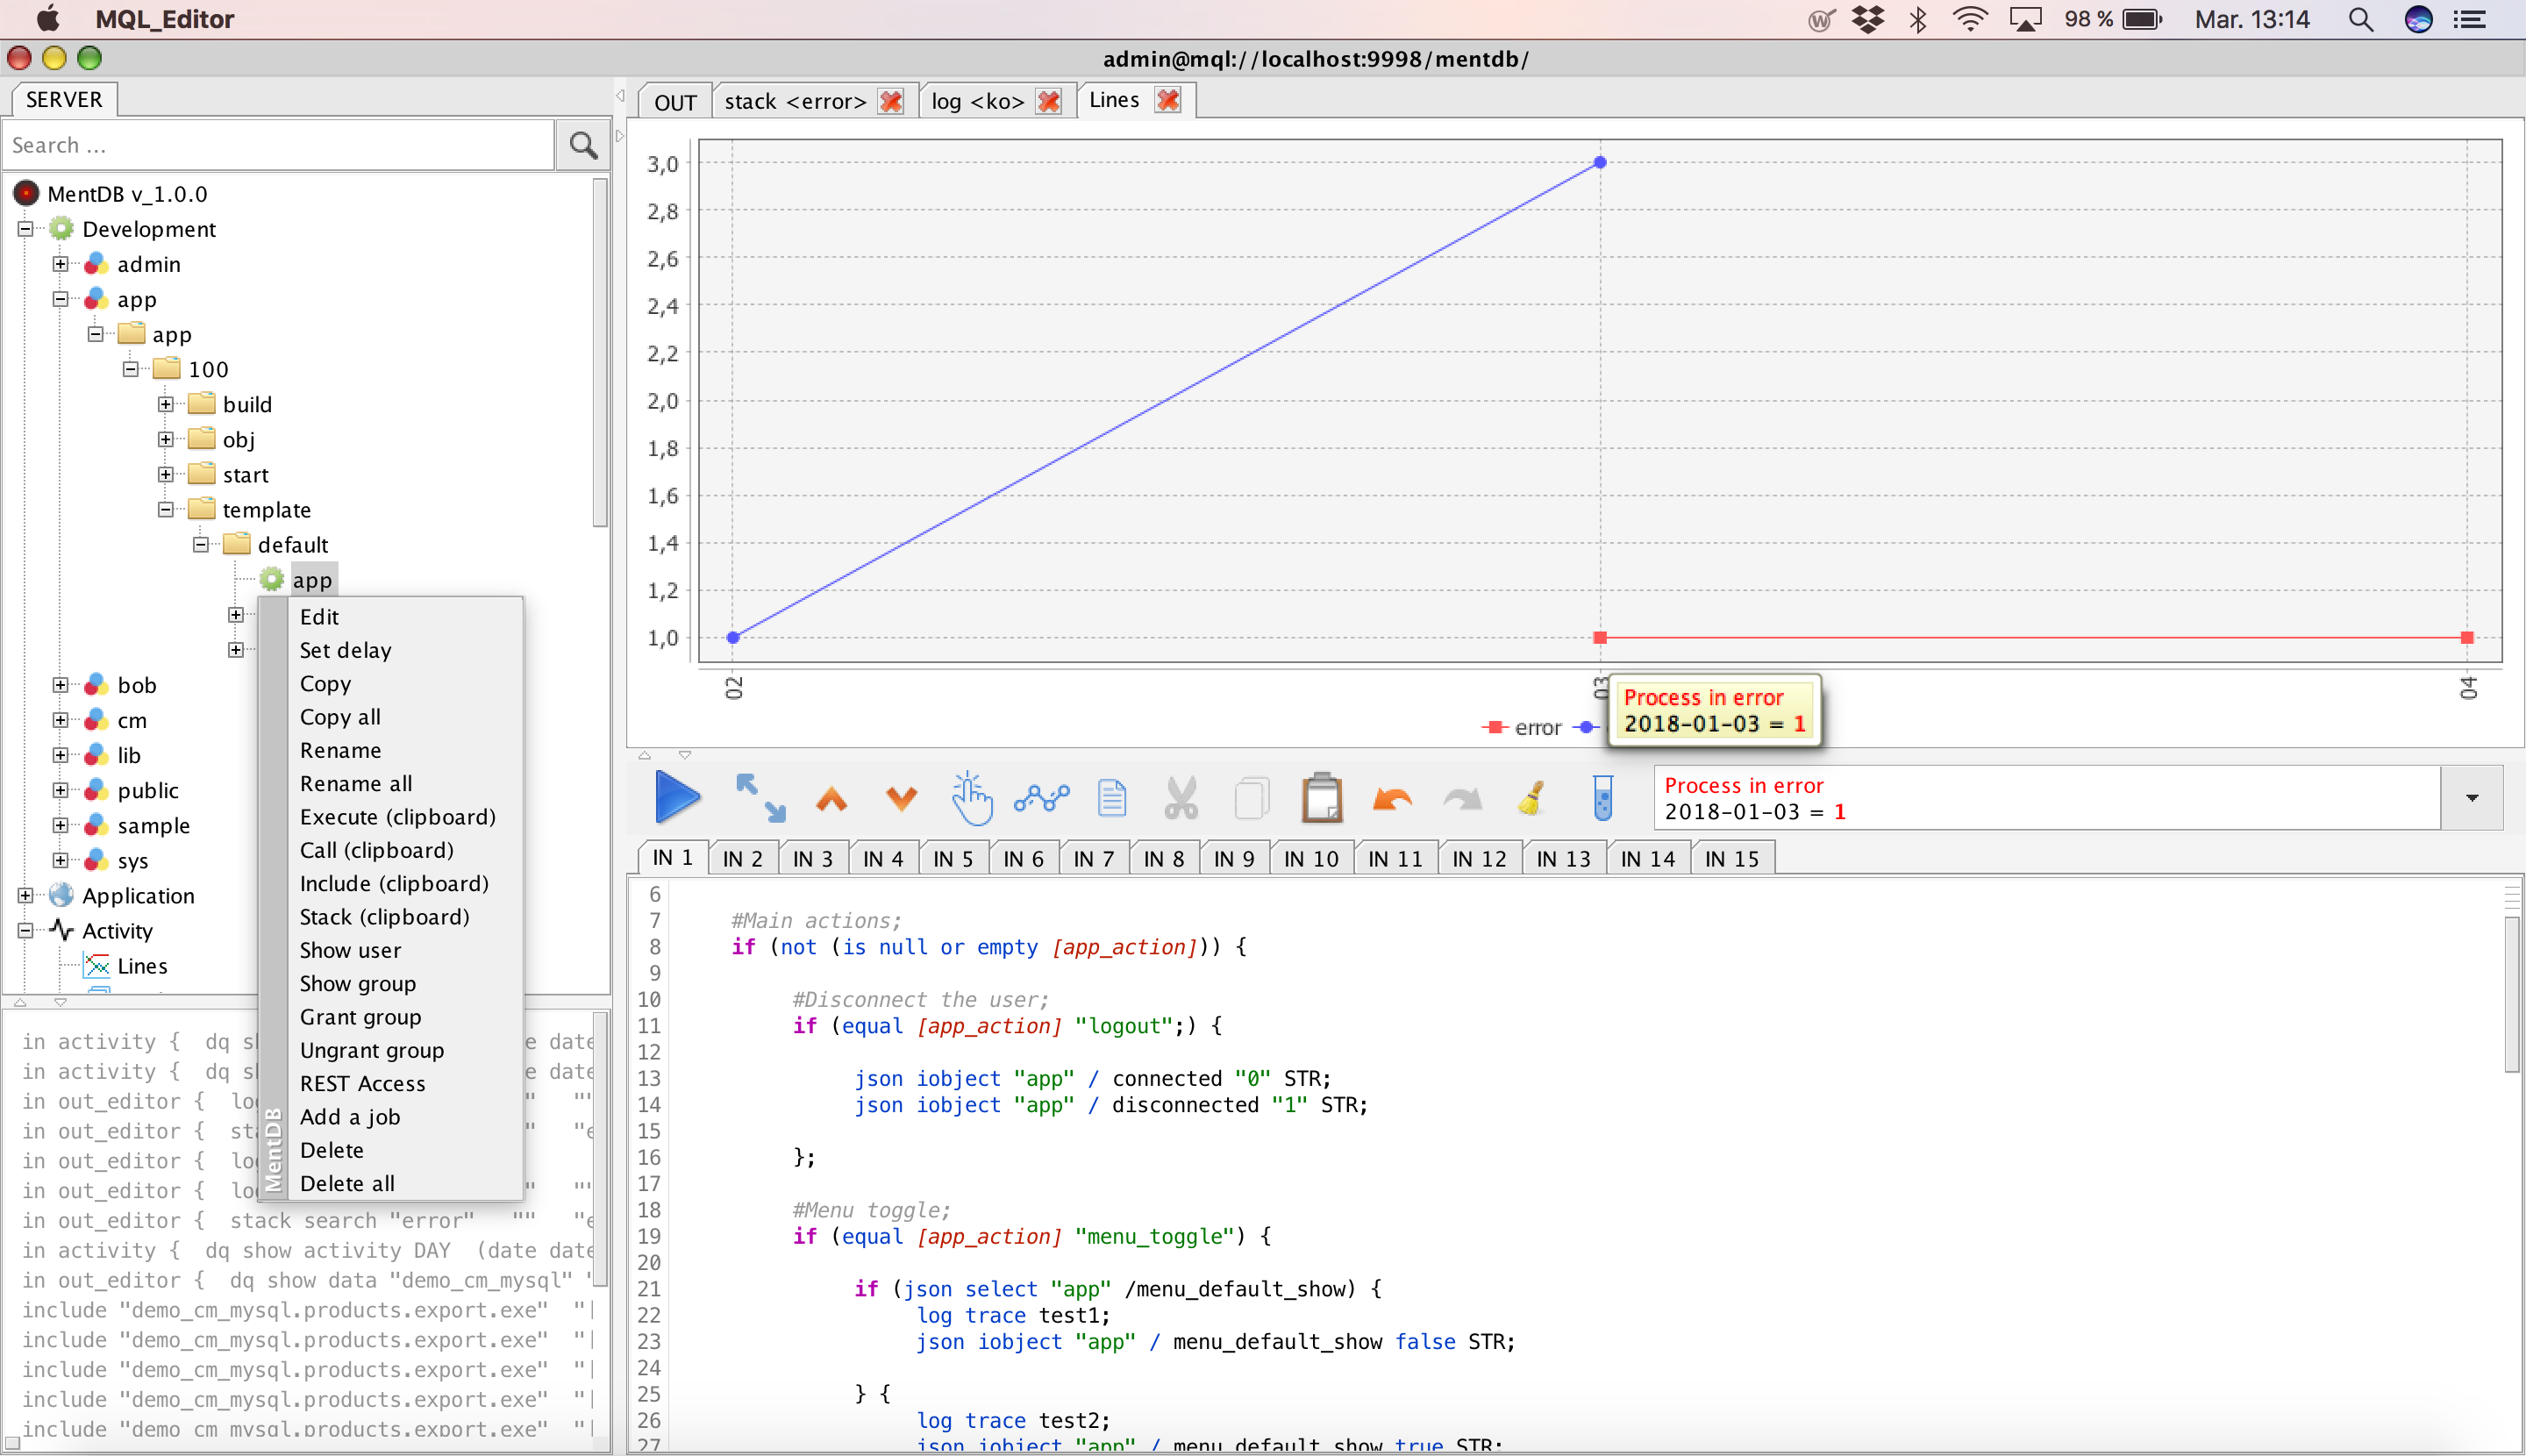 MQL_Editor
98 %
Mar. 13:14
admin@mql://localhost:9998/mentdb/
SERVER
Search ...
MentDB v_1.0.0
Development
admin
app
app
100
build
obj
start
template
default
app
bob
cm
lib
public
sample
sys
Application
Activity
Lines
Edit
Set delay
Copy
Copy all
Rename
Rename all
Execute (clipboard)
Call (clipboard)
Include (clipboard)
Stack (clipboard)
Show user
Show group
Grant group
Ungrant group
REST Access
Add a job
Delete
Delete all
MentDB
in activity { dq s e date
in activity { dq s e date
in out_editor { lo " "
in out_editor { st " "e
in out_editor { lo
in out_editor { lo " "
in out_editor { stack search "error" "" "e
in activity { dq show activity DAY (date date
in out_editor { dq show data "demo_cm_mysql" "
include "demo_cm_mysql.products.export.exe" "[
include "demo_cm_mysql.products.export.exe" "[
include "demo_cm_mysql.products.export.exe" "[
include "demo_cm_mysql.products.export.exe" "[
include "demo_cm_mysql.products.export.exe" "[
OUT
stack <error>
log <ko>
Lines
3,0
2,8
2,6
2,4
2,2
2,0
1,8
1,6
1,4
1,2
1,0
02
03
04
error
Process in error
2018-01-03 = 1
Process in error
2018-01-03 = 1
IN 1
IN 2
IN 3
IN 4
IN 5
IN 6
IN 7
IN 8
IN 9
IN 10
IN 11
IN 12
IN 13
IN 14
IN 15
6
7 #Main actions;
8 if (not (is null or empty [app_action])) {
9
10 #Disconnect the user;
11 if (equal [app_action] "logout";) {
12
13 json iobject "app" / connected "0" STR;
14 json iobject "app" / disconnected "1" STR;
15
16 };
17
18 #Menu toggle;
19 if (equal [app_action] "menu_toggle") {
20
21 if (json select "app" /menu_default_show) {
22 log trace test1;
23 json iobject "app" / menu_default_show false STR;
24
25 } {
26 log trace test2;
27 json iobject "app" / menu_default_show true STR;